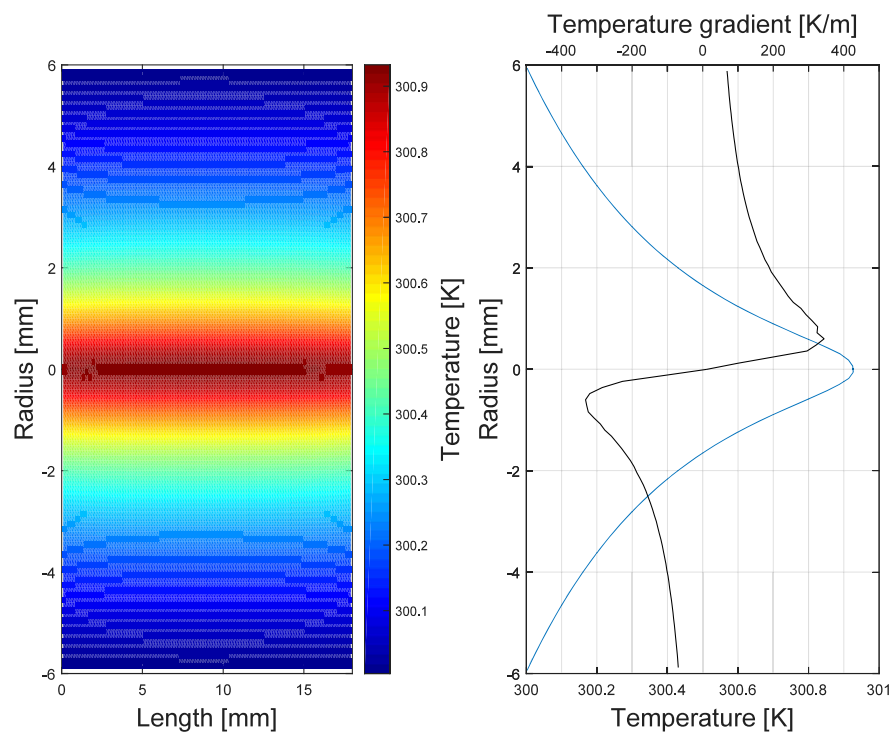 Temperature gradient [K/m]
-400 -200 0 200 400
6
4
2
0
-2
-4
-6
Radius [mm]
0 5 10 15
Length [mm]
300.9
300.8
300.7
300.6
300.5
300.4
300.3
300.2
300.1
Temperature [K]
6
4
2
0
-2
-4
-6
Radius [mm]
300 300.2 300.4 300.6 300.8 301
Temperature [K]